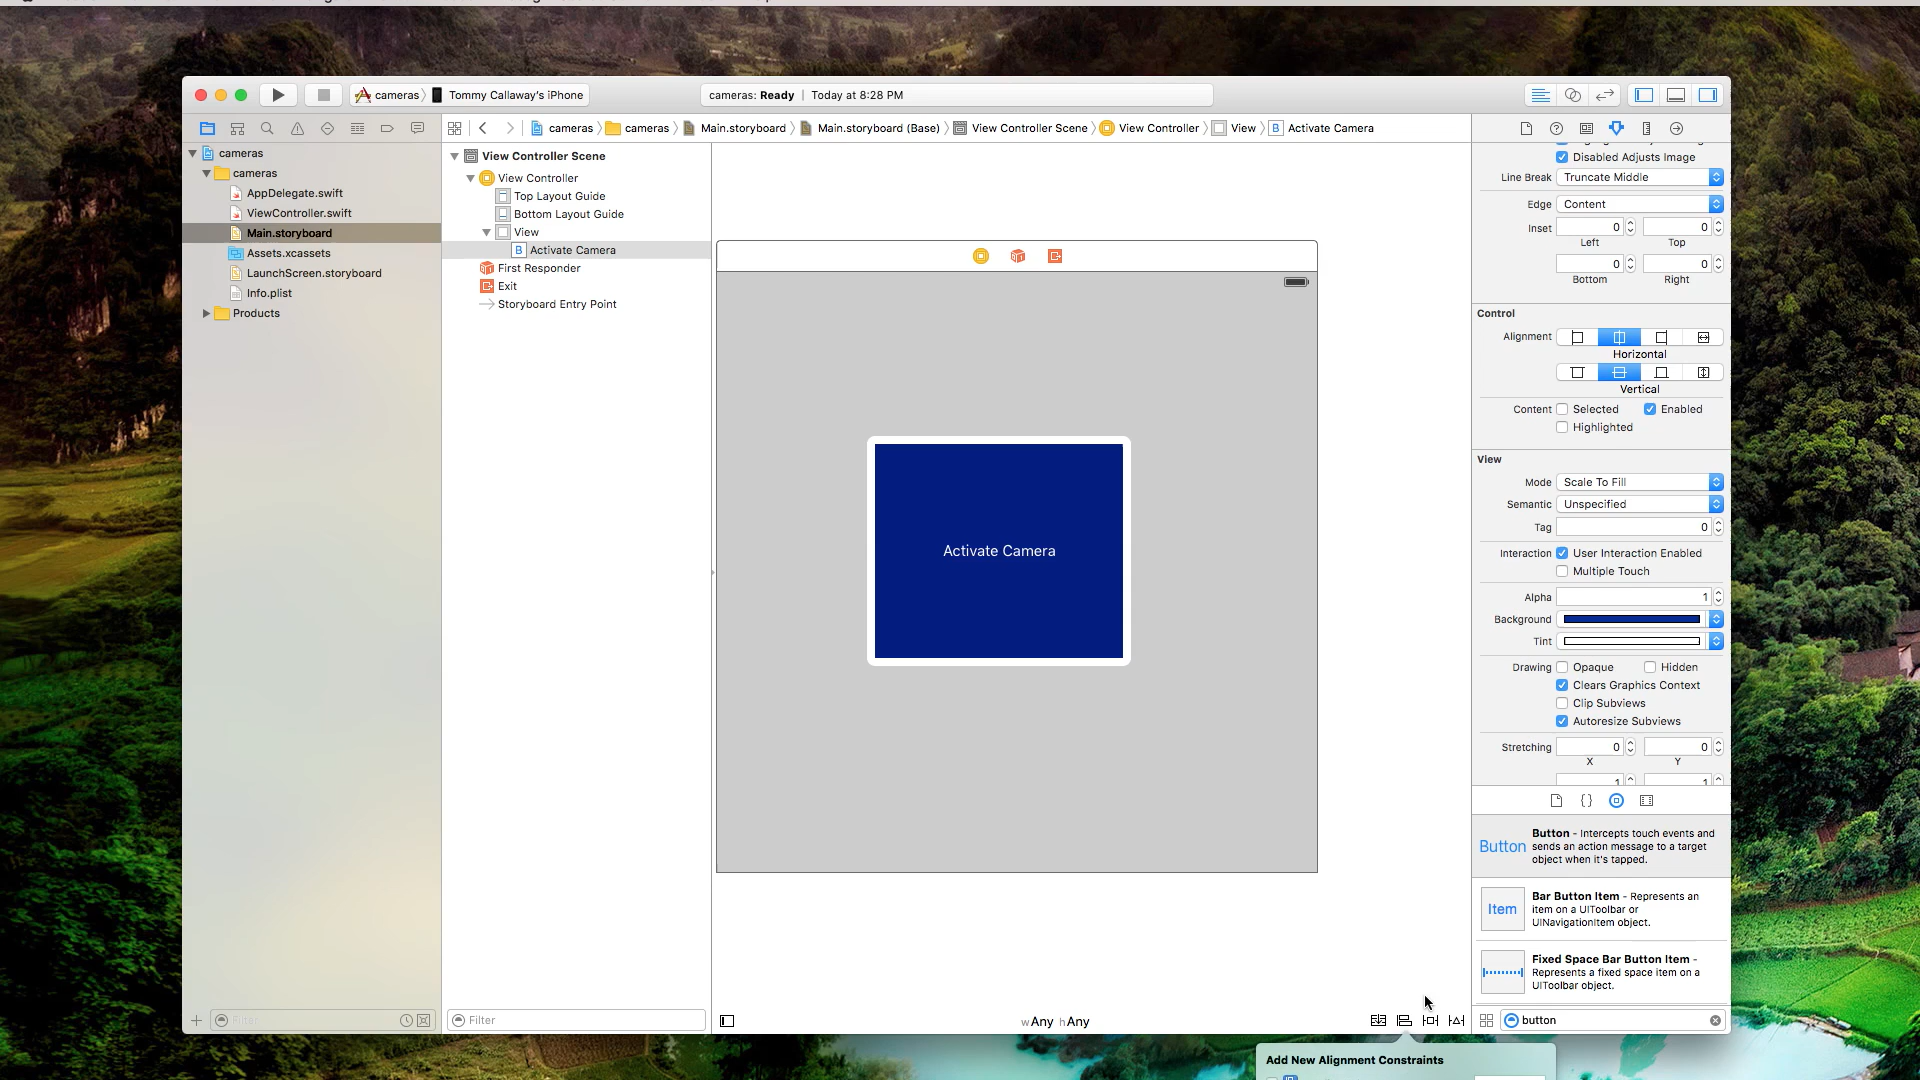 cameras
Tommy Callaway's iPhone
cameras: Ready | Today at 8:28 PM
cameras
cameras
Main.storyboard
Main.storyboard (Base)
View Controller Scene
View Controller
View
B
Activate Camera
cameras
cameras
AppDelegate.swift
ViewController.swift
Main.storyboard
Assets.xcassets
LaunchScreen.storyboard
Info.plist
Products
Filter
View Controller Scene
View Controller
Top Layout Guide
Bottom Layout Guide
View
B Activate Camera
First Responder
Exit
Storyboard Entry Point
Filter
Activate Camera
wAny hAny
Disabled Adjusts Image
Line Break Truncate Middle
Edge Content
Inset 0 0
Left Top
0 0
Bottom Right
Control
Alignment
Horizontal
Vertical
Content Selected Enabled
Highlighted
View
Mode Scale To Fill
Semantic Unspecified
Tag 0
Interaction User Interaction Enabled
Multiple Touch
Alpha 1
Background
Tint
Drawing Opaque Hidden
Clears Graphics Context
Clip Subviews
Autoresize Subviews
Stretching 0 0
X Y
1 1
{}
Button
Button - Intercepts touch events and
sends an action message to a target
object when it's tapped.
Item
Bar Button Item - Represents an
item on a UIToolbar or
UINavigationItem object.
Fixed Space Bar Button Item -
Represents a fixed space item on a
UIToolbar object.
button
Add New Alignment Constraints